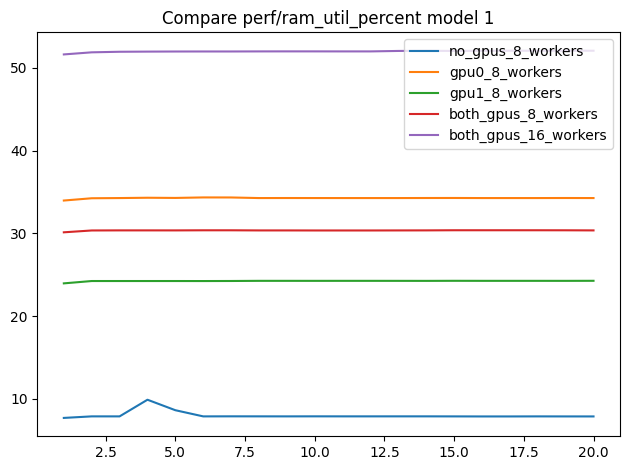 Compare perf/ram_util_percent model 1
no_gpus_8_workers
gpu0_8_workers
gpu1_8_workers
both_gpus_8_workers
both_gpus_16_workers
50
40
30
20
10
2.5 5.0 7.5 10.0 12.5 15.0 17.5 20.0